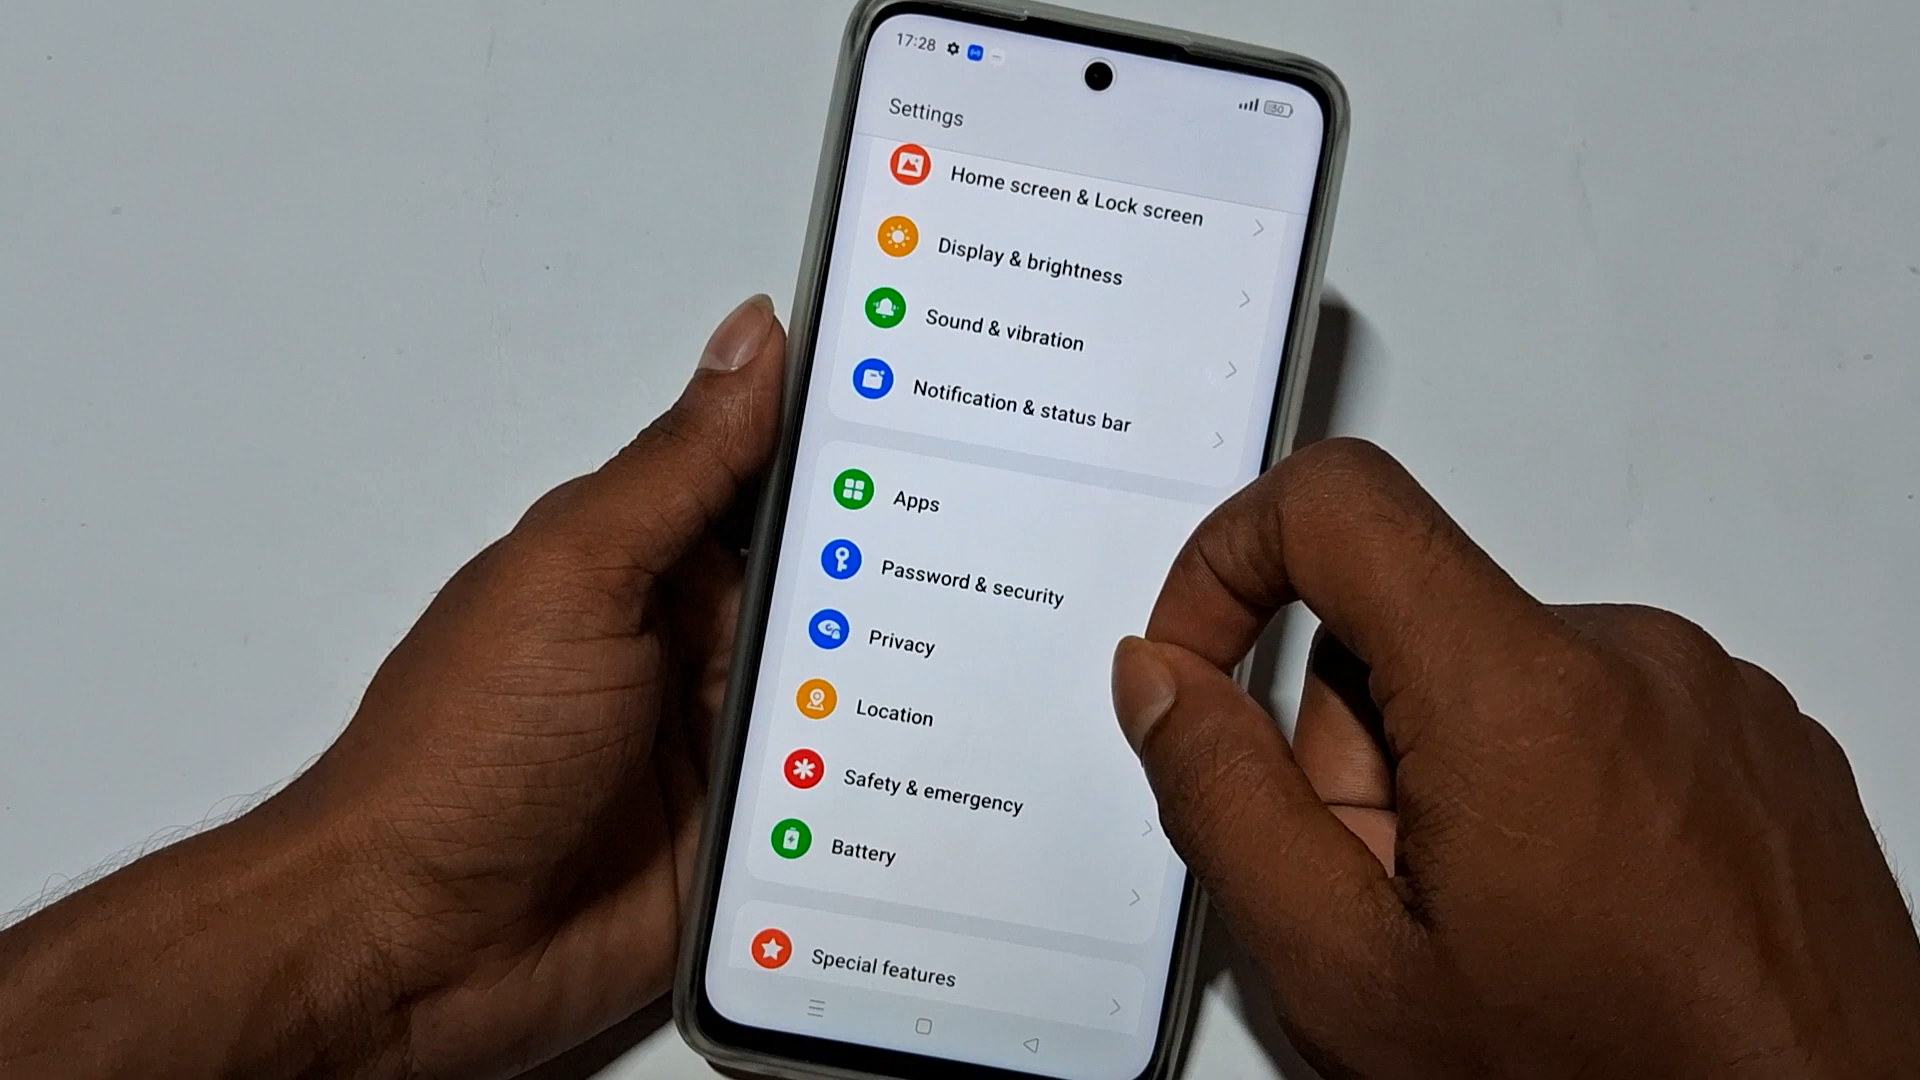 17:28
50
Settings
Home screen & Lock screen
Display & brightness
Sound & vibration
Notification & status bar
Apps
Password & security
Privacy
Location
Safety & emergency
Battery
Special features